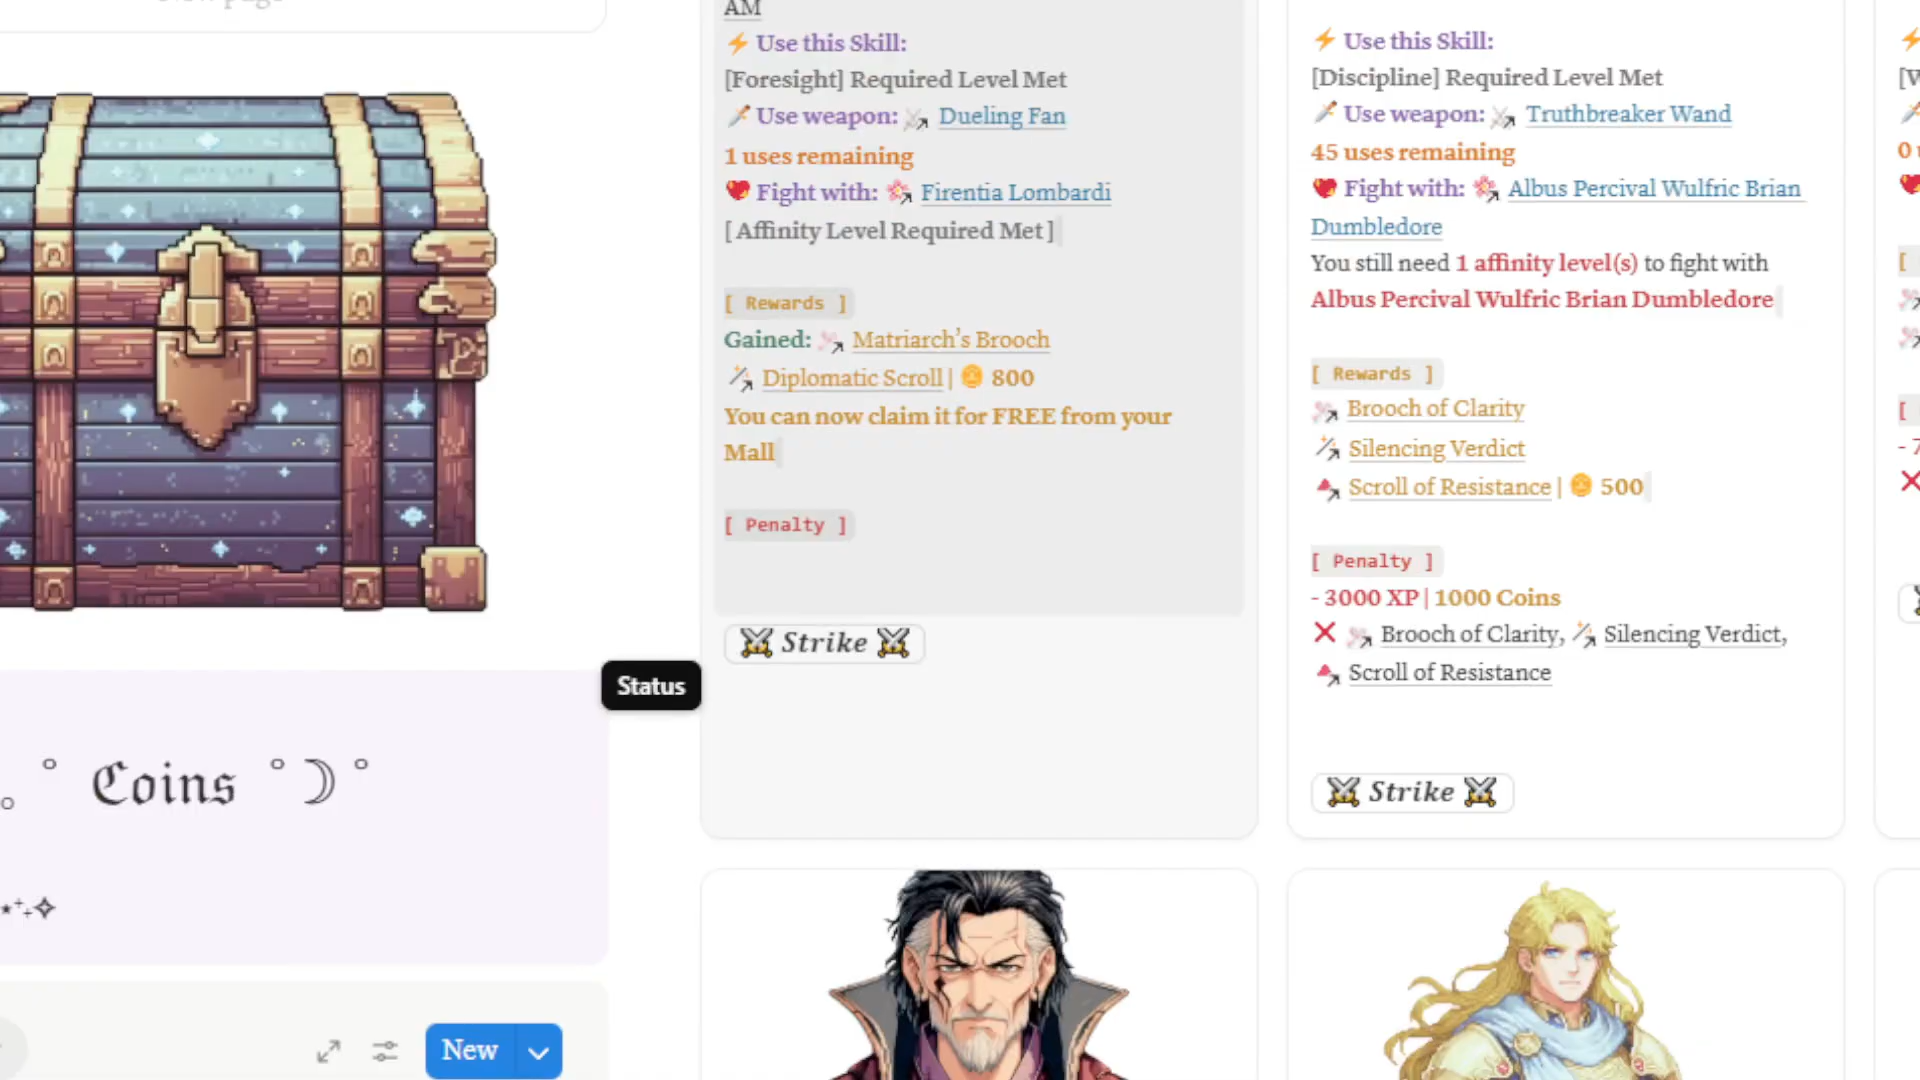 AM
Use this Skill:
[Foresight] Required Level Met
Use weapon: Dueling Fan
1 uses remaining
Fight with: Firentia Lombardi
[ Affinity Level Required Met ]
[ Rewards ]
Gained: Matriarch's Brooch
Diplomatic Scroll | 800
You can now claim it for FREE from your
Mall
[ Penalty ]
Strike
Use this Skill:
[Discipline] Required Level Met
Use weapon: Truthbreaker Wand
45 uses remaining
Fight with: Albus Percival Wulfric Brian
Dumbledore
You still need 1 affinity level(s) to fight with
Albus Percival Wulfric Brian Dumbledore
[ Rewards ]
Brooch of Clarity
Silencing Verdict
Scroll of Resistance | 500
[ Penalty ]
- 3000 XP | 1000 Coins
Brooch of Clarity, Silencing Verdict,
Scroll of Resistance
Strike
Status
Coins
New